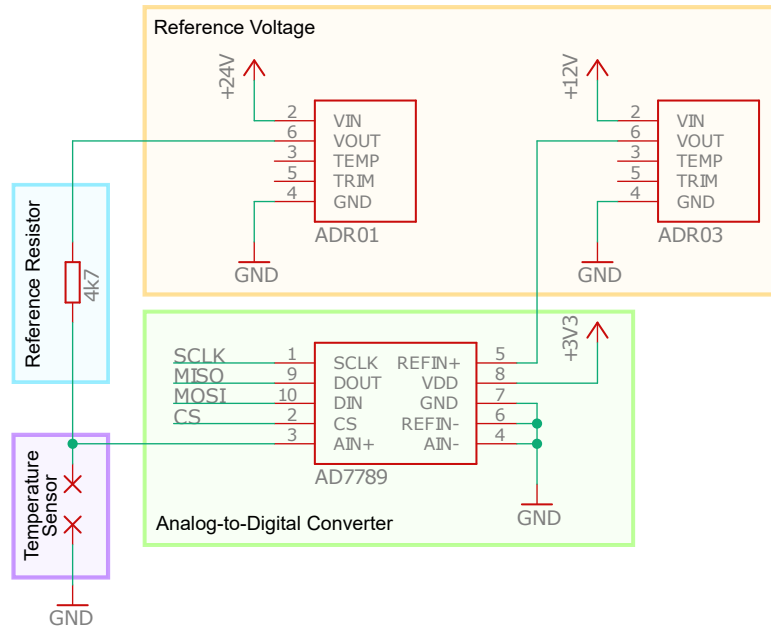 Reference Voltage
+24V
2 VIN
6 VOUT
3 TEMP
5 TRIM
4 GND
ADR01
GND
+12V
2 VIN
6 VOUT
3 TEMP
5 TRIM
4 GND
ADR03
GND
Reference Resistor
4k7
+3V3
SCLK 1 SCLK REFIN+ 5
MISO 9 DOUT VDD 8
MOSI 10 DIN GND 7
CS 2 CS REFIN- 6
3 AIN+ AIN- 4
AD7789
GND
Analog-to-Digital Converter
Temperature
Sensor
GND